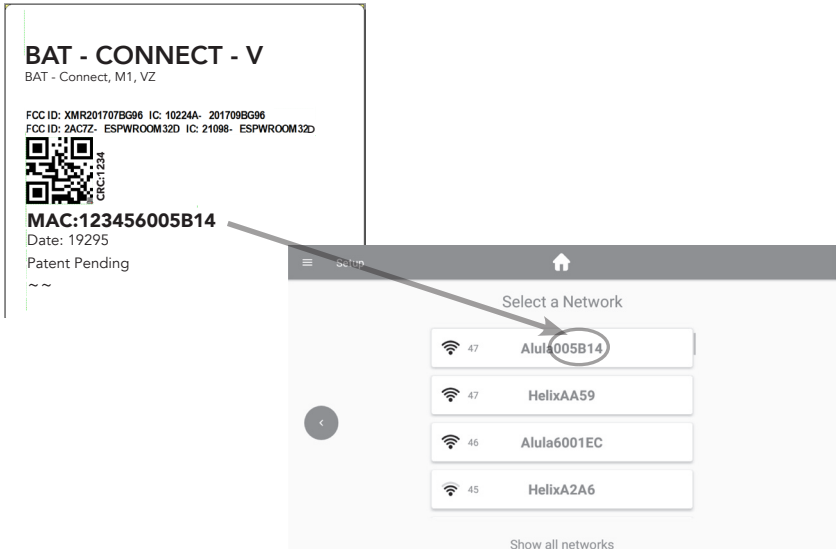 BAT - CONNECT - V
BAT - Connect, M1, VZ
FCC ID: XMR201707BG96 IC: 10224A- 201709BG96
FCC ID: 2AC7Z- ESPWROOM32D IC: 21098- ESPWROOM32D
CRC:1234
MAC:123456005B14
Date: 19295
Patent Pending
~ ~
Setup
Select a Network
47 Alula005B14
47 HelixAA59
46 Alula6001EC
45 HelixA2A6
Show all networks